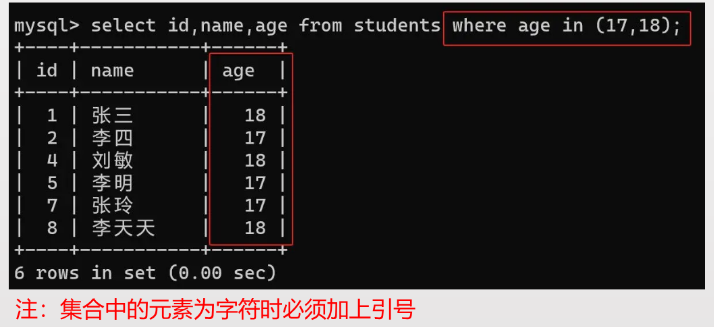 mysql> select id,name,age from students where age in (17,18);
+----+-----------+------+
| id | name      | age  |
+----+-----------+------+
|  1 | 张三      |   18 |
|  2 | 李四      |   17 |
|  4 | 刘敏      |   18 |
|  5 | 李明      |   17 |
|  7 | 张玲      |   17 |
|  8 | 李天天    |   18 |
+----+-----------+------+
6 rows in set (0.00 sec)
注：集合中的元素为字符时必须加上引号